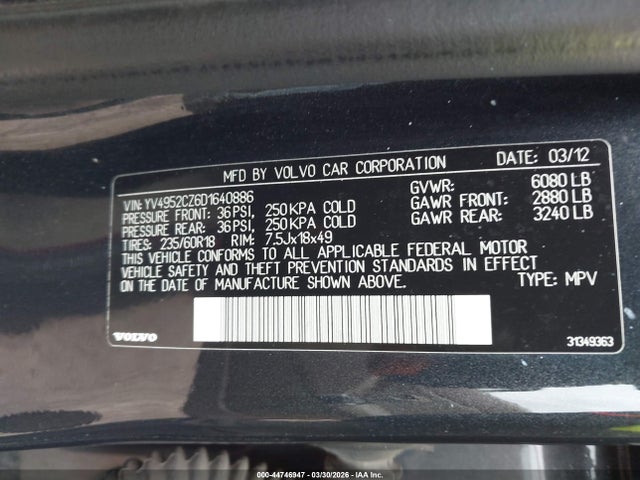 MFD BY VOLVO CAR CORPORATION DATE: 03/12
VIN: YV4952CZ6D1640886 GVWR: 6080 LB
PRESSURE FRONT: 36 PSI, 250 KPA COLD GAWR FRONT: 2880 LB
PRESSURE REAR: 36 PSI, 250 KPA COLD GAWR REAR: 3240 LB
TIRES: 235/60R18 RIM: 7.5Jx18x49
THIS VEHICLE CONFORMS TO ALL APPLICABLE FEDERAL MOTOR
VEHICLE SAFETY AND THEFT PREVENTION STANDARDS IN EFFECT
ON THE DATE OF MANUFACTURE SHOWN ABOVE. TYPE: MPV
VOLVO 31349363
000-44746947 | 03/30/2026 - IAA Inc.